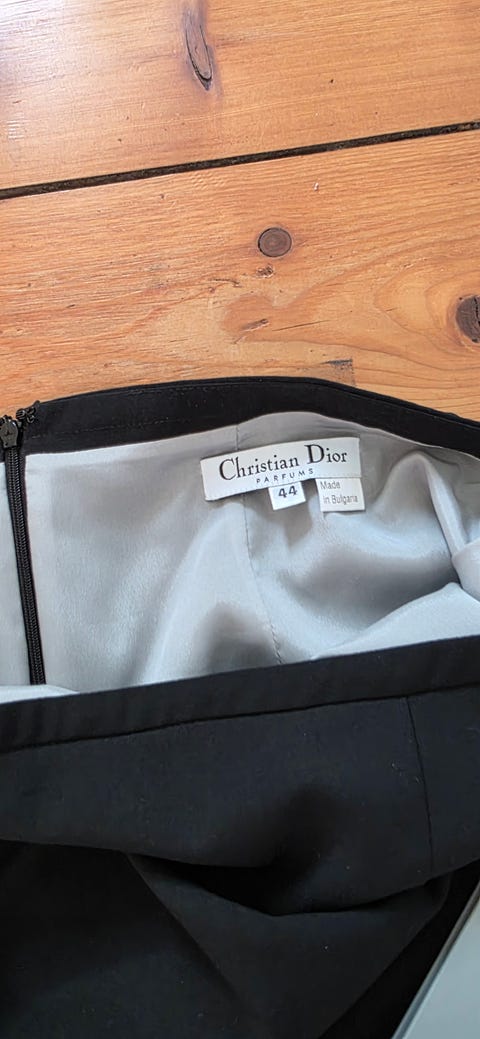 Christian Dior
PARFUMS
44
Made
in Bulgaria